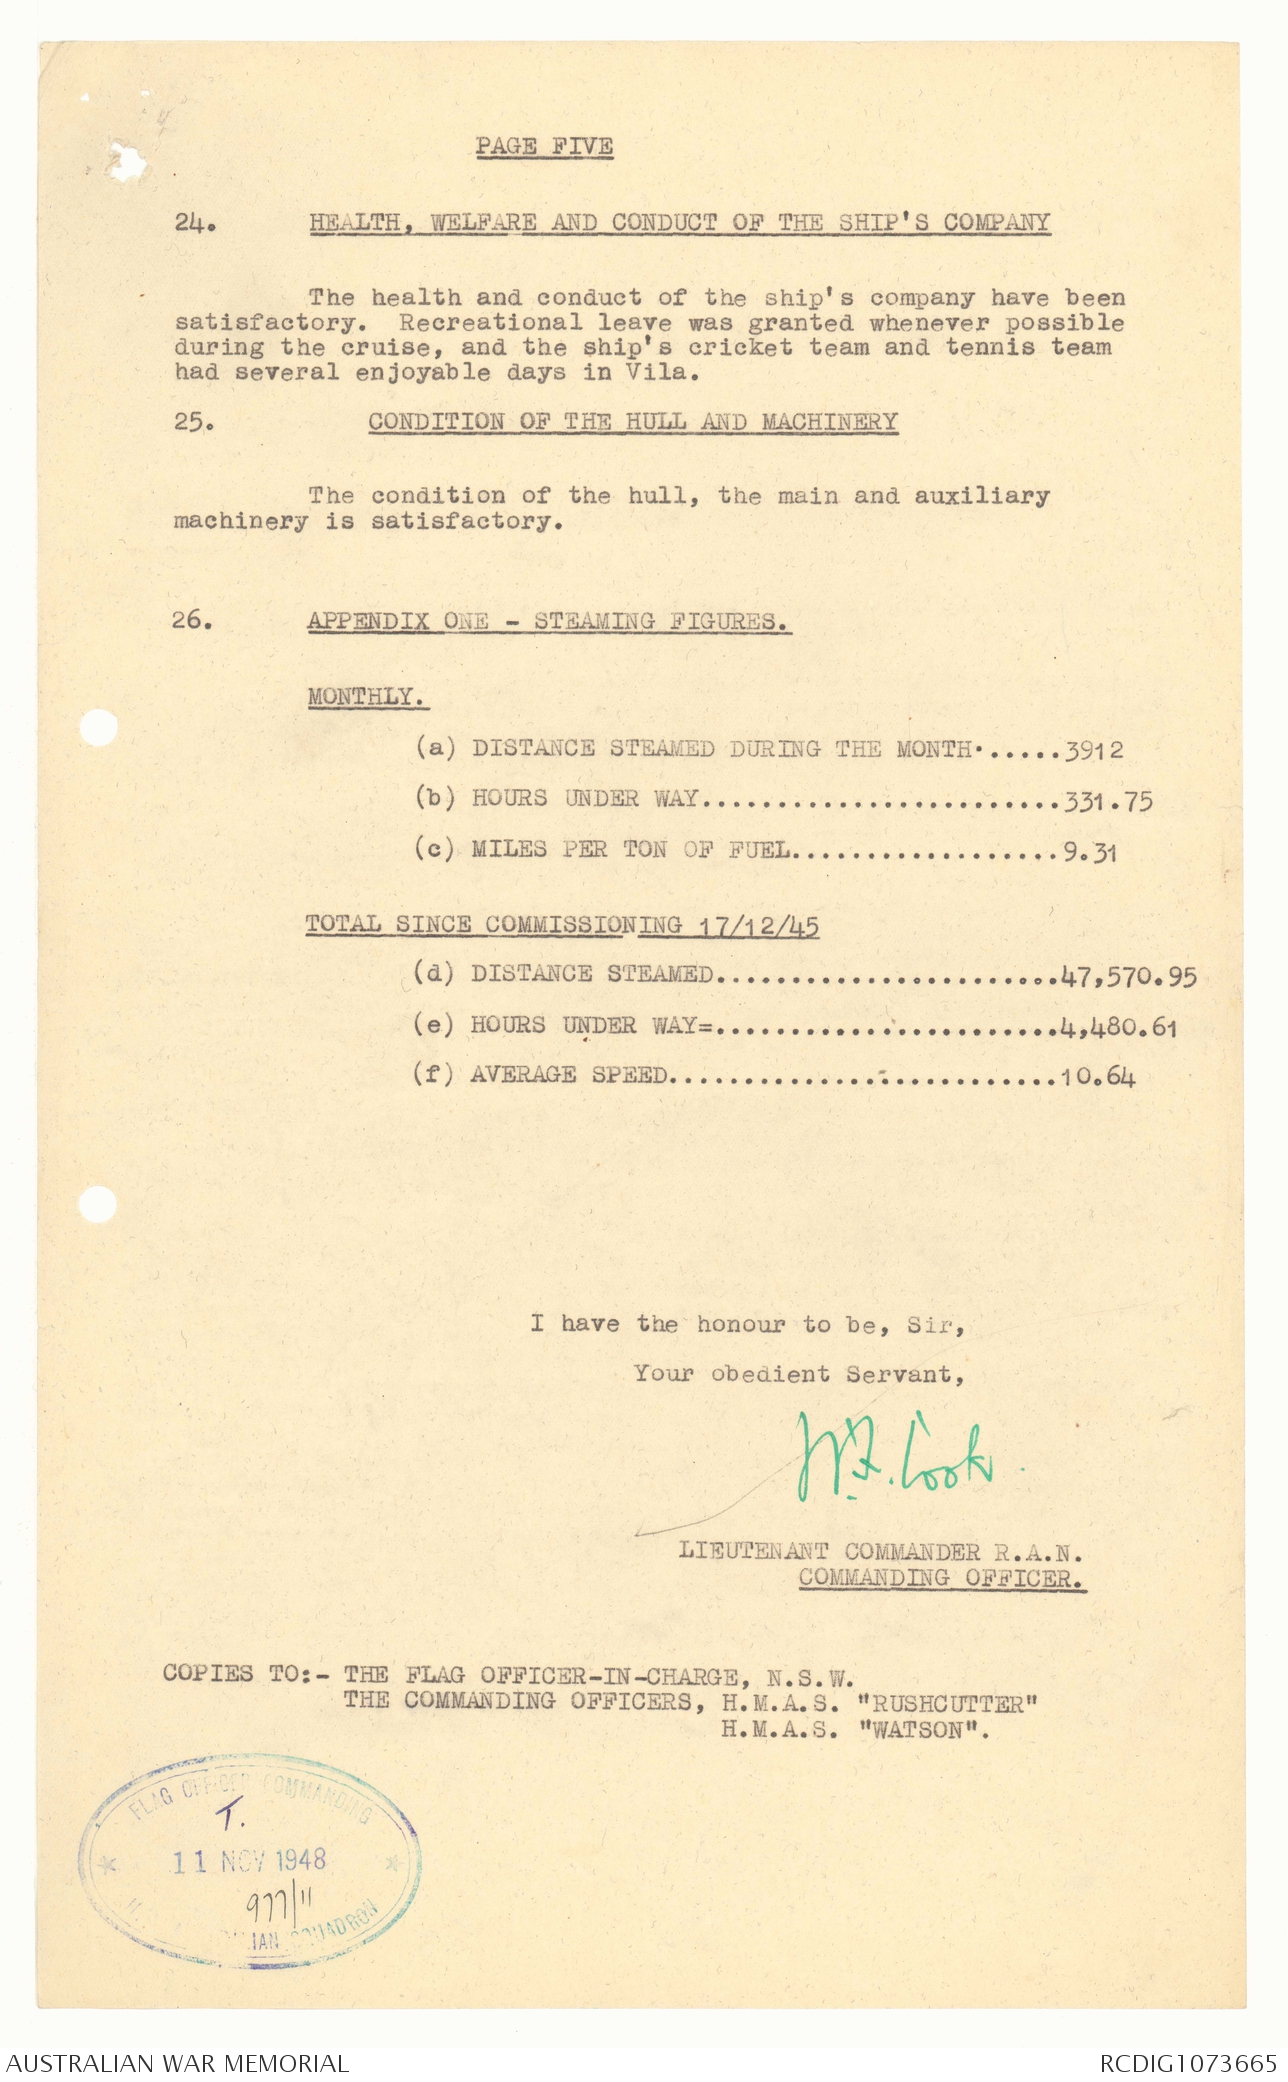 PAGE FIVE
24. HEALTH, WELFARE AND CONDUCT OF THE SHIP'S COMPANY
The health and conduct of the ship's company have been
satisfactory. Recreational leave was granted whenever possible
during the cruise, and the ship's cricket team and tennis team
had several enjoyable days in Vila.
25. CONDITION OF THE HULL AND MACHINERY
The condition of the hull, the main and auxiliary
machinery is satisfactory.
26. APPENDIX ONE - STEAMING FIGURES.
MONTHLY.
(a) DISTANCE STEAMED DURING THE MONTH......3912
(b) HOURS UNDER WAY........................331.75
(c) MILES PER TON OF FUEL..................9.31
TOTAL SINCE COMMISSIONING 17/12/45
(d) DISTANCE STEAMED.......................47,570.95
(e) HOURS UNDER WAY=.......................4,480.61
(f) AVERAGE SPEED..........................10.64
I have the honour to be, Sir,
Your obedient Servant,
W.F. Cook.
LIEUTENANT COMMANDER R.A.N.
COMMANDING OFFICER.
COPIES TO:- THE FLAG OFFICER-IN-CHARGE, N.S.W.
THE COMMANDING OFFICERS, H.M.A.S. "RUSHCUTTER"
H.M.A.S. "WATSON".
FLAG OFFICER COMMANDING
T.
11 NOV 1948
977/11
SQUADRON
AUSTRALIAN WAR MEMORIAL
RCDIG1073665